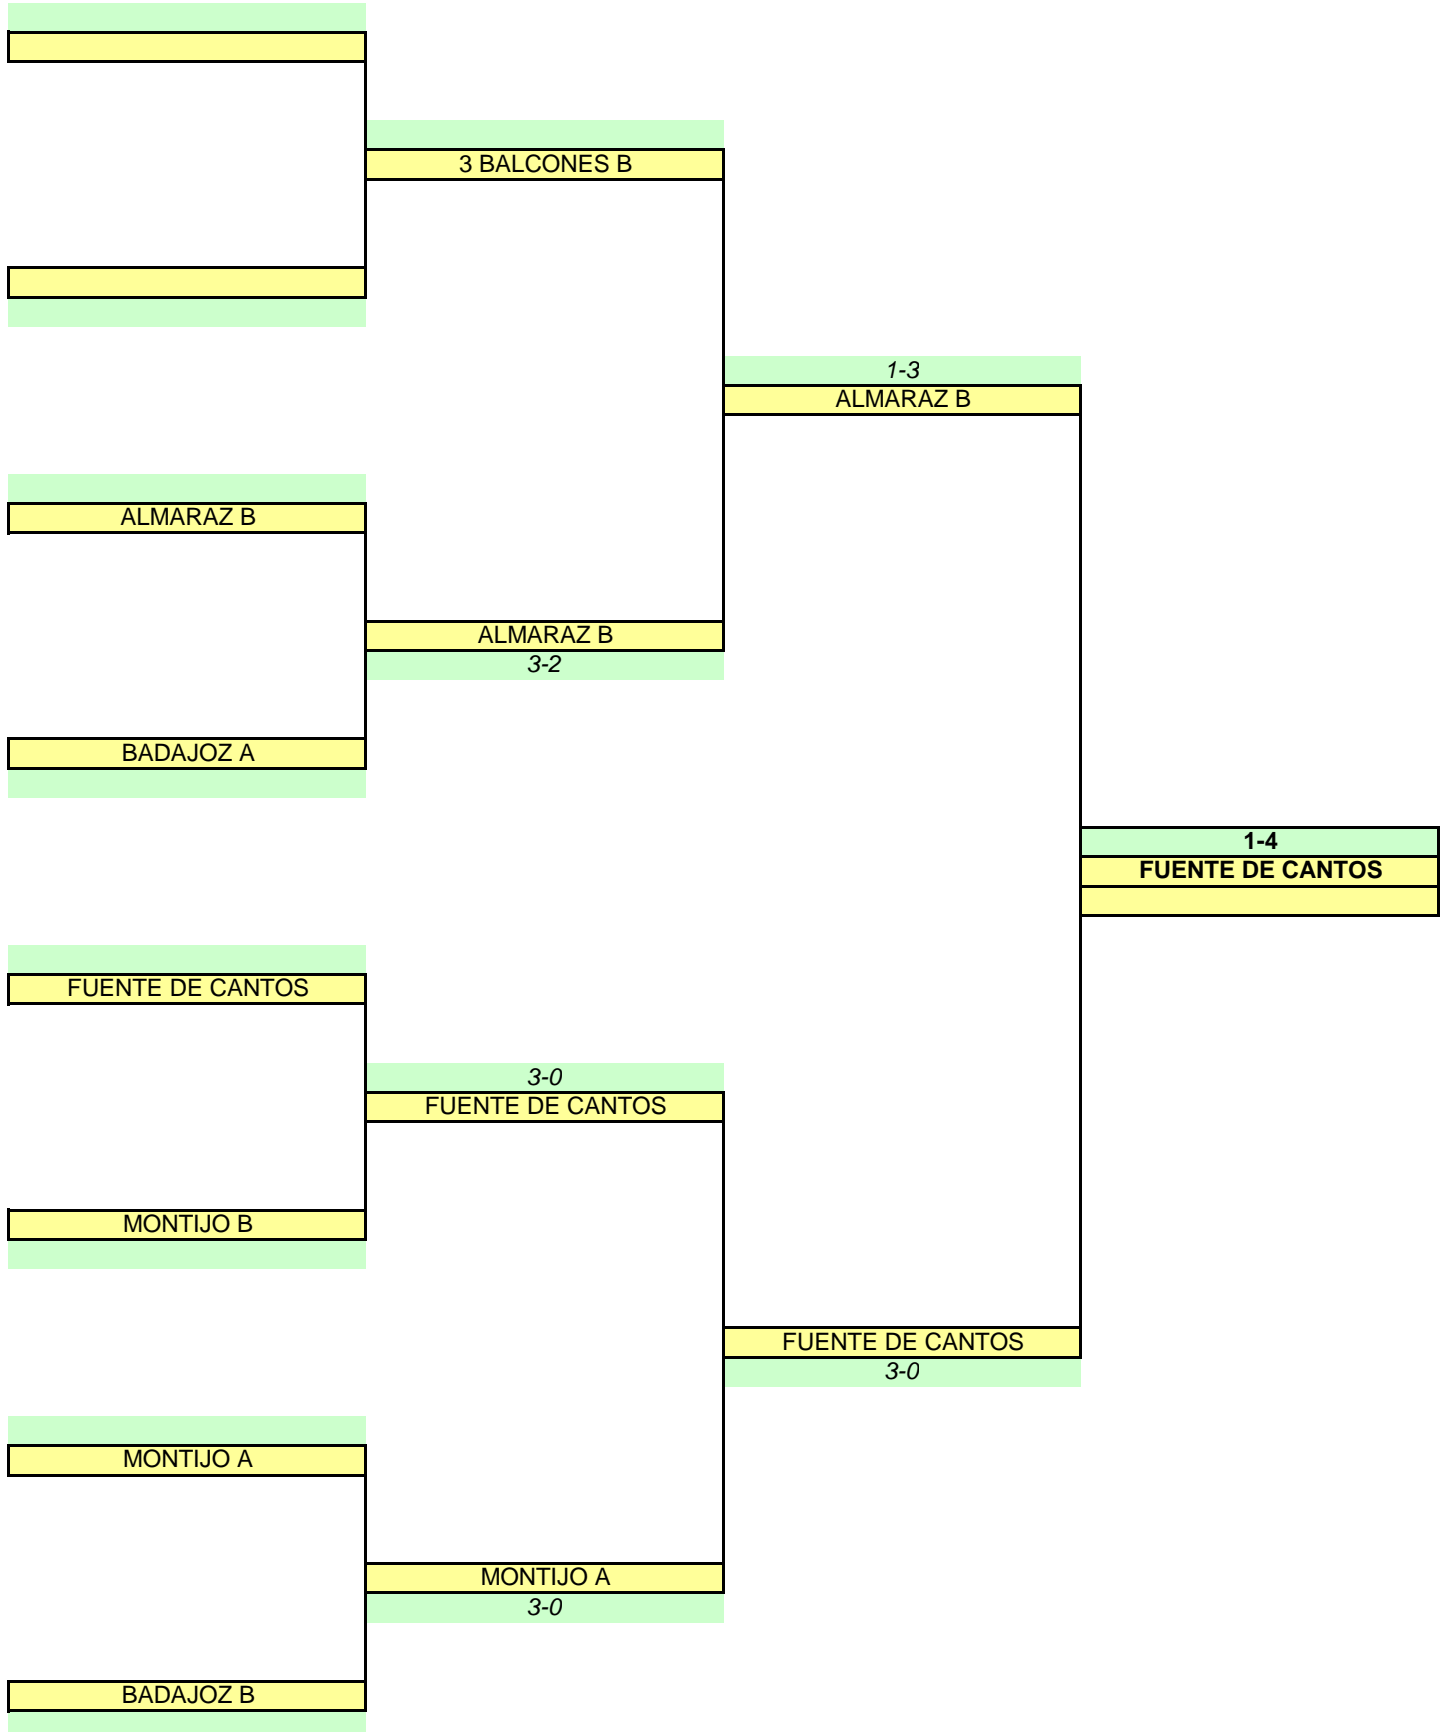 3 BALCONES B
1-3
ALMARAZ B
ALMARAZ B
ALMARAZ B
3-2
BADAJOZ A
1-4
FUENTE DE CANTOS
FUENTE DE CANTOS
3-0
FUENTE DE CANTOS
MONTIJO B
FUENTE DE CANTOS
3-0
MONTIJO A
MONTIJO A
3-0
BADAJOZ B